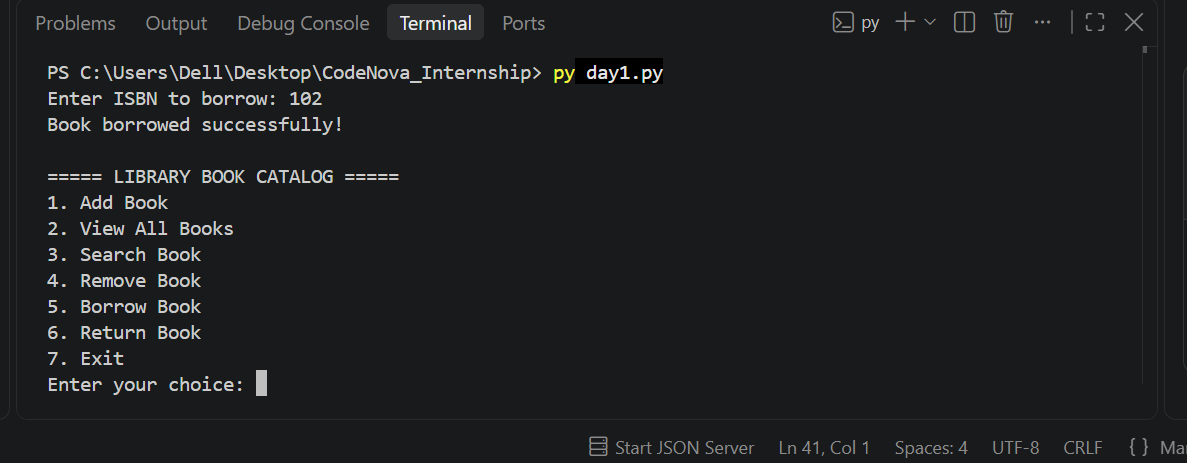 Problems Output Debug Console Terminal Ports py
PS C:\Users\Dell\Desktop\CodeNova_Internship> py day1.py
Enter ISBN to borrow: 102
Book borrowed successfully!
===== LIBRARY BOOK CATALOG =====
1. Add Book
2. View All Books
3. Search Book
4. Remove Book
5. Borrow Book
6. Return Book
7. Exit
Enter your choice:
Start JSON Server Ln 41, Col 1 Spaces: 4 UTF-8 CRLF {}